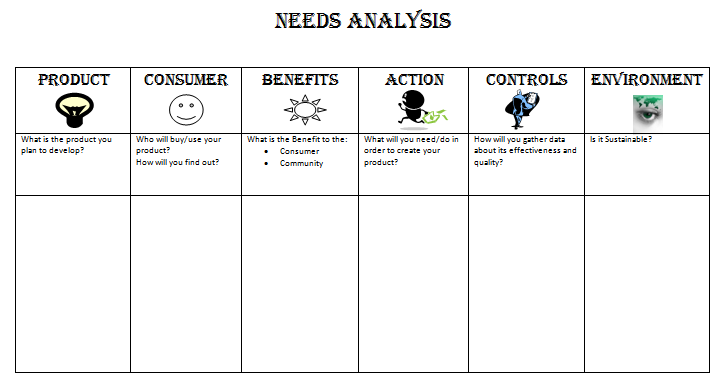 NEEDS ANALYSIS
PRODUCT
CONSUMER
BENEFITS
ACTION
CONTROLS
ENVIRONMENT
What is the product you
plan to develop?
Who will buy/use your
product?
How will you find out?
What is the Benefit to the:
• Consumer
• Community
What will you need/do in
order to create your
product?
How will you gather data
about its effectiveness and
quality?
Is it Sustainable?